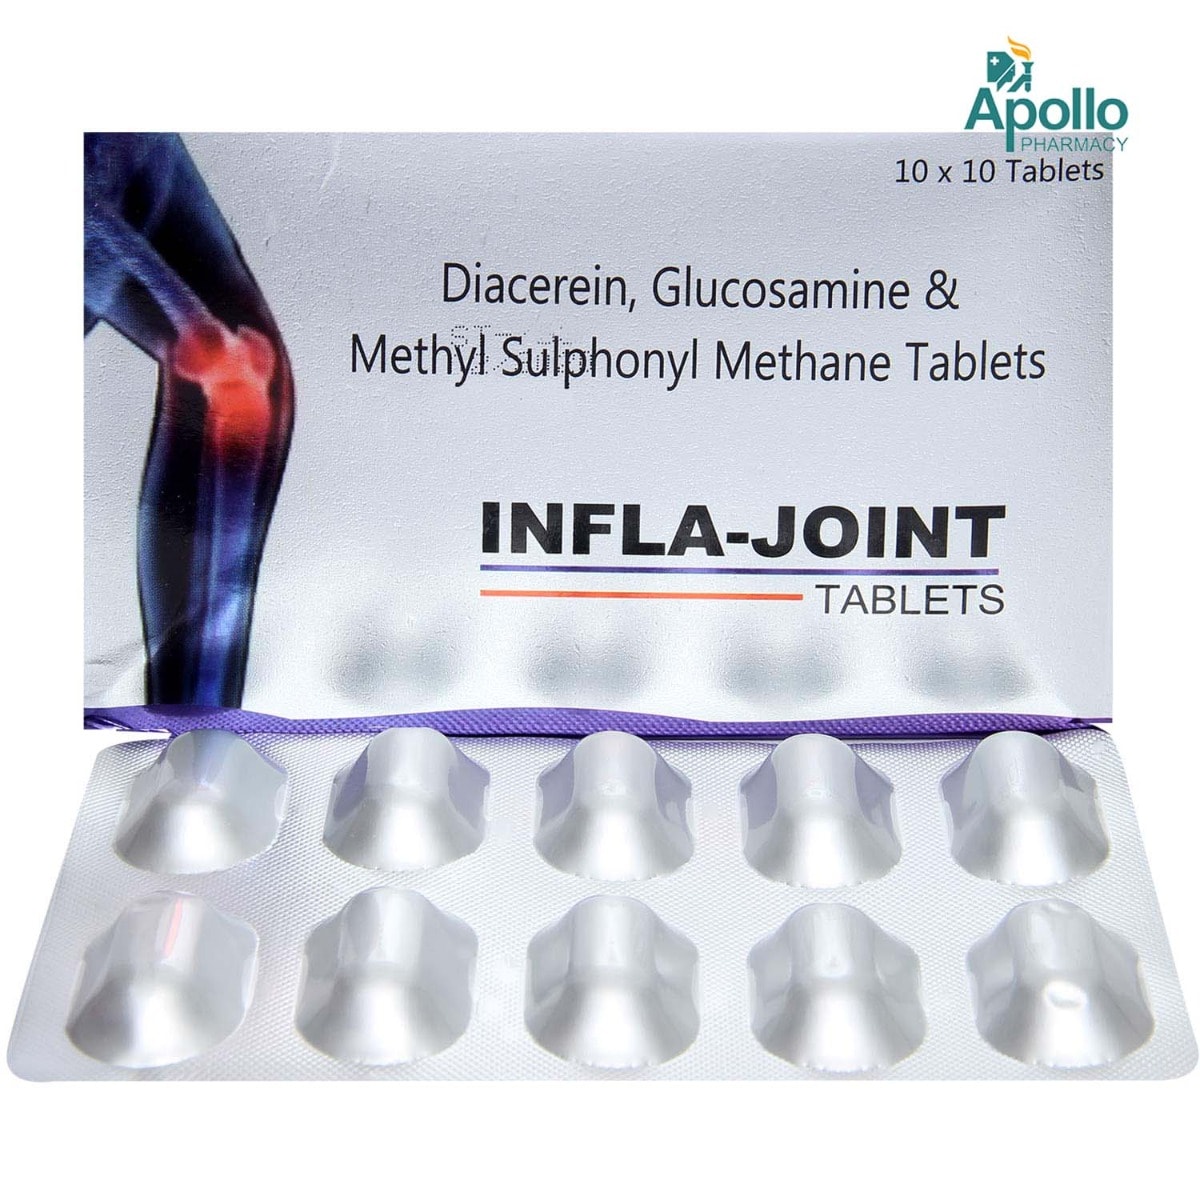 Apollo
PHARMACY
10 x 10 Tablets
Diacerein, Glucosamine &
Methyl Sulphonyl Methane Tablets
INFLA-JOINT
TABLETS